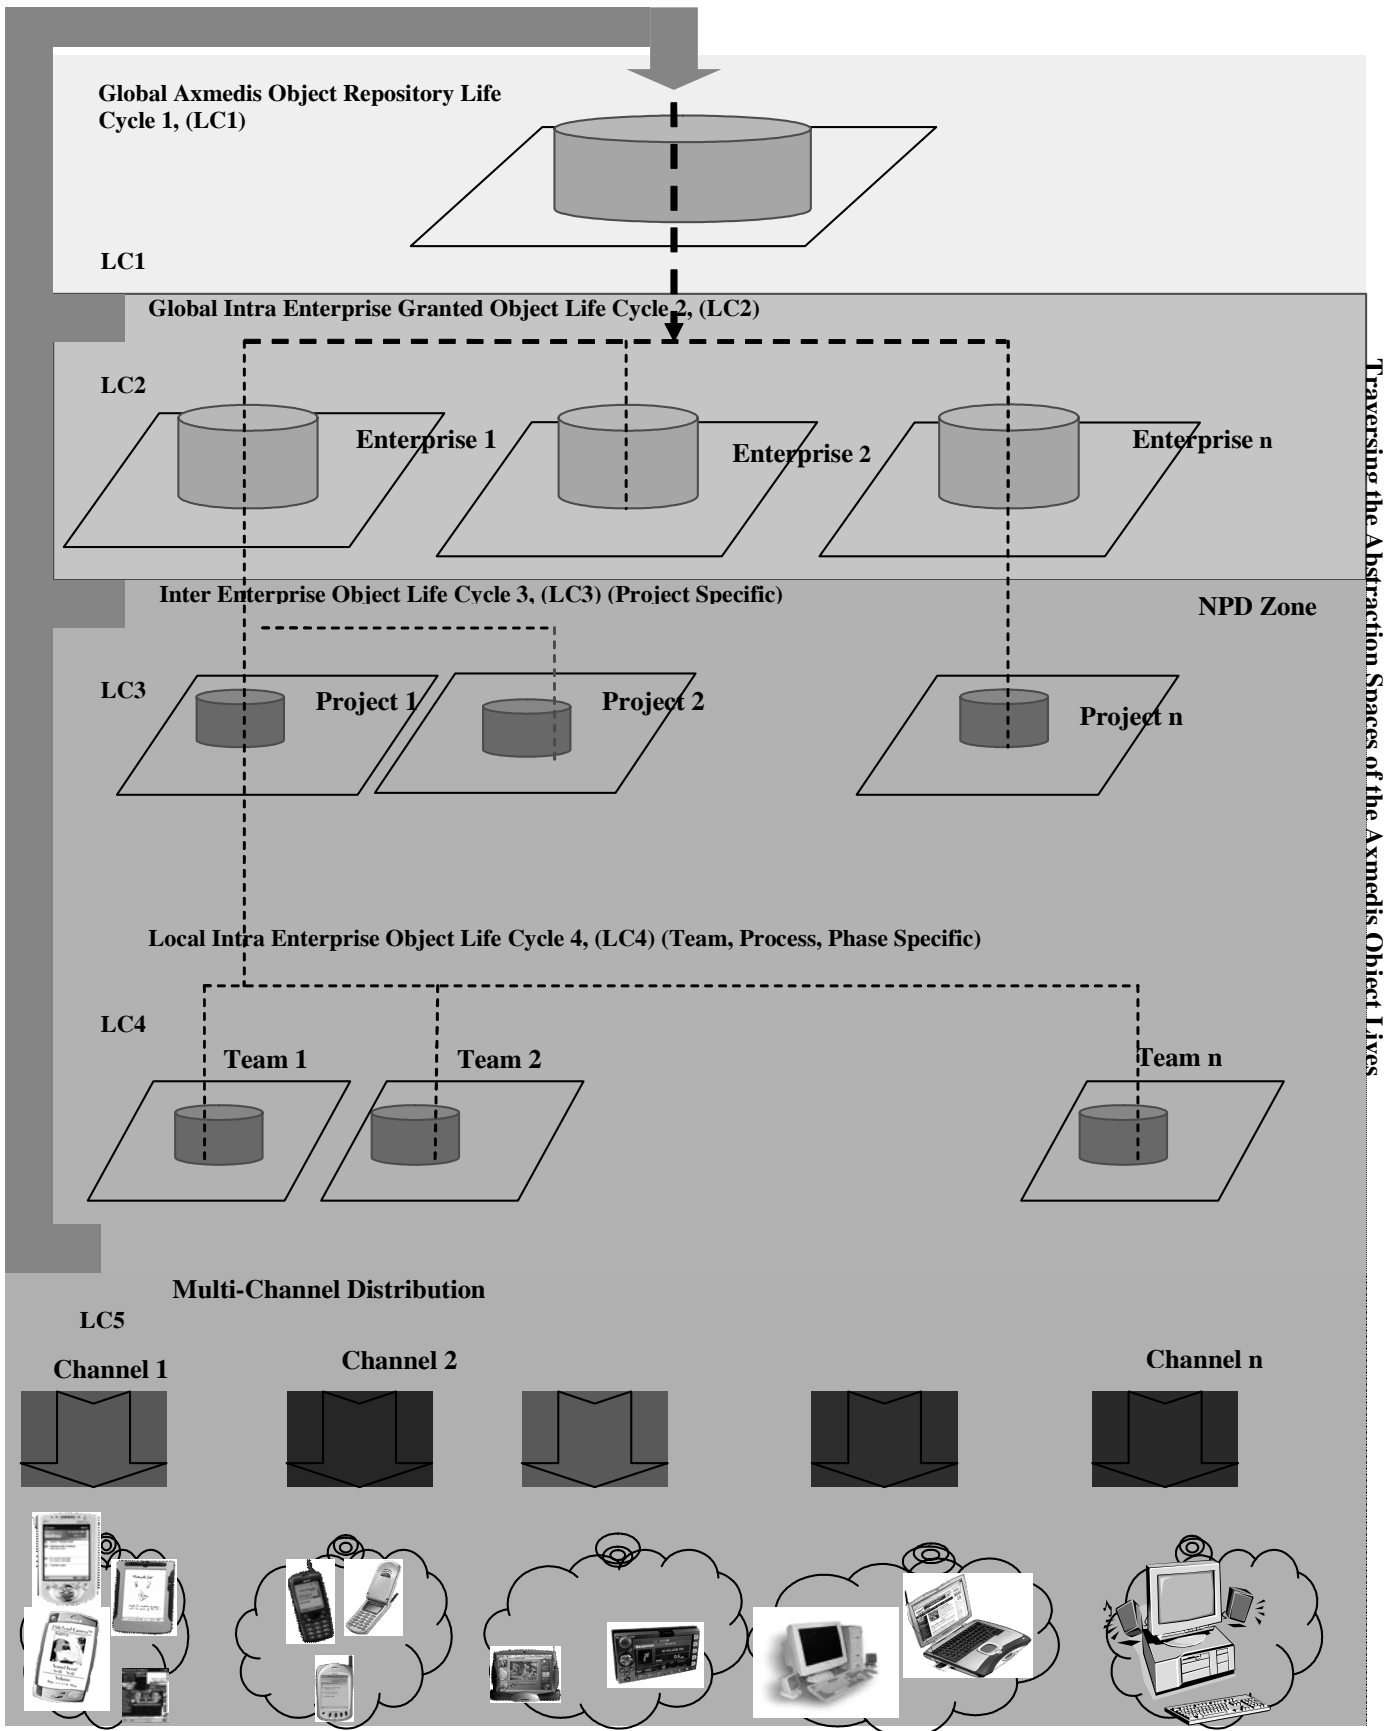 Global Axmedis Object Repository Life
Cycle 1, (LC1)
LC1
Global Intra Enterprise Granted Object Life Cycle 2, (LC2)
LC2
Enterprise 1
Enterprise 2
Enterprise n
Inter Enterprise Object Life Cycle 3, (LC3) (Project Specific)
NPD Zone
LC3
Project 1
Project 2
Project n
Local Intra Enterprise Object Life Cycle 4, (LC4) (Team, Process, Phase Specific)
LC4
Team 1
Team 2
Team n
Traversing the Abstraction Spaces of the Axmedis Object Lives
Multi-Channel Distribution
LC5
Channel 1
Channel 2
Channel n